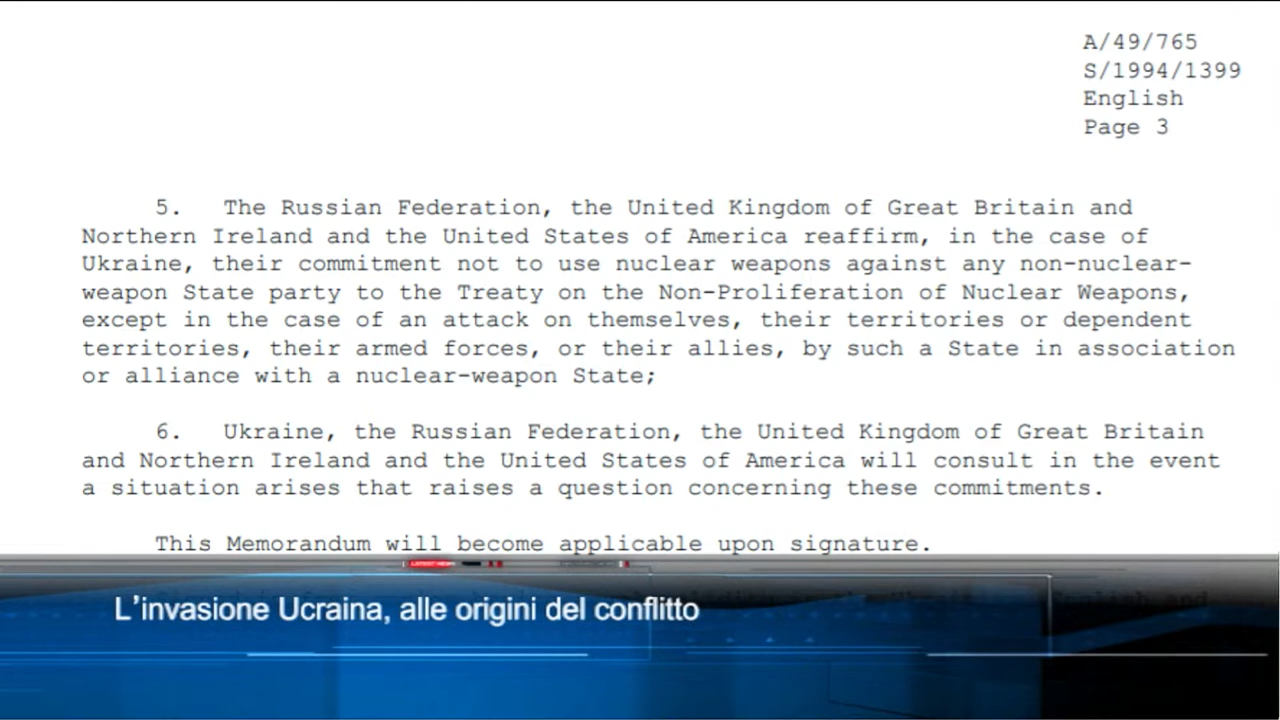 A/49/765
S/1994/1399
English
Page 3
5. The Russian Federation, the United Kingdom of Great Britain and
Northern Ireland and the United States of America reaffirm, in the case of
Ukraine, their commitment not to use nuclear weapons against any non-nuclear-
weapon State party to the Treaty on the Non-Proliferation of Nuclear Weapons,
except in the case of an attack on themselves, their territories or dependent
territories, their armed forces, or their allies, by such a State in association
or alliance with a nuclear-weapon State;
6. Ukraine, the Russian Federation, the United Kingdom of Great Britain
and Northern Ireland and the United States of America will consult in the event
a situation arises that raises a question concerning these commitments.
This Memorandum will become applicable upon signature.
LATEST NEWS
L'invasione Ucraina, alle origini del conflitto